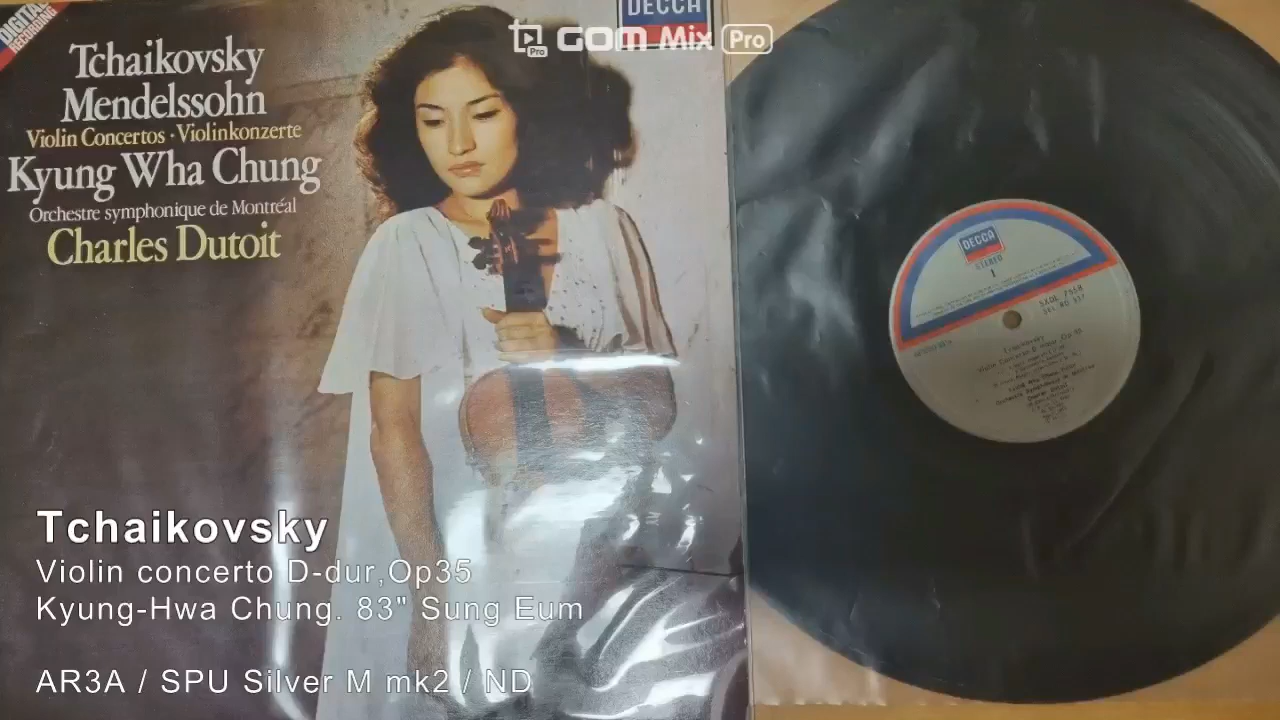 DIGITAL
RECORDING
DECCA
GOM Mix Pro
Pro
Tchaikovsky
Mendelssohn
Violin Concertos · Violinkonzerte
Kyung Wha Chung
Orchestre symphonique de Montréal
Charles Dutoit
DECCA
STEREO
1
Tchaikovsky
Violin concerto D-dur,Op35
Kyung-Hwa Chung. 83" Sung Eum
AR3A / SPU Silver M mk2 / ND